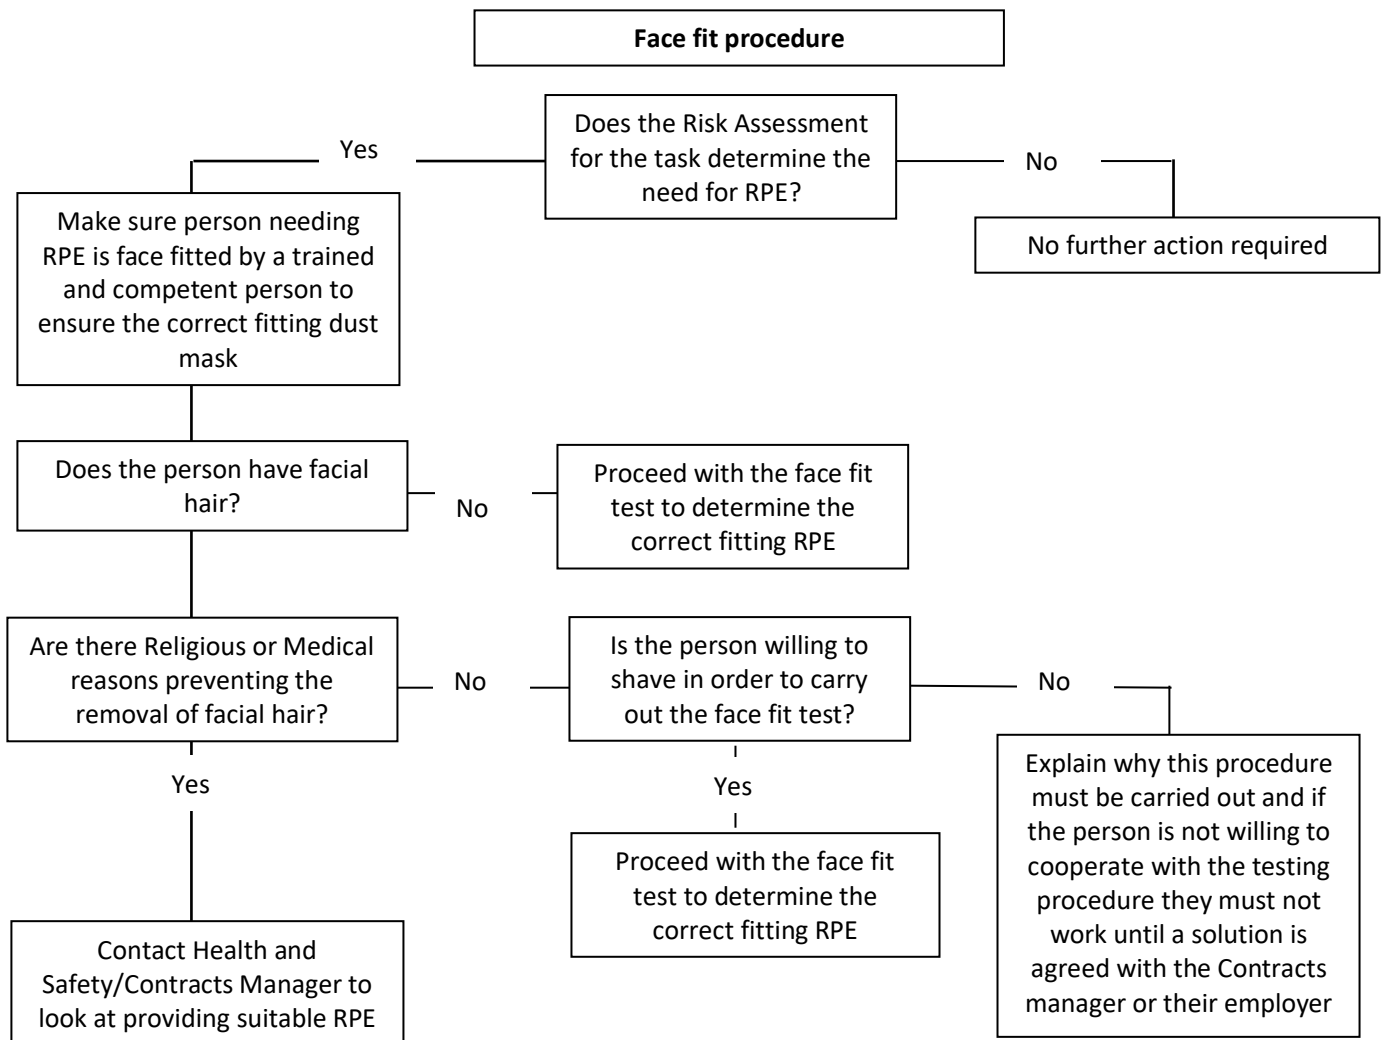 Face fit procedure
Does the Risk Assessment
for the task determine the
need for RPE?
Yes
No
Make sure person needing
RPE is face fitted by a trained
and competent person to
ensure the correct fitting dust
mask
No further action required
Does the person have facial
hair?
No
Proceed with the face fit
test to determine the
correct fitting RPE
Are there Religious or Medical
reasons preventing the
removal of facial hair?
No
Is the person willing to
shave in order to carry
out the face fit test?
No
Yes
Yes
Explain why this procedure
must be carried out and if
the person is not willing to
cooperate with the testing
procedure they must not
work until a solution is
agreed with the Contracts
manager or their employer
Proceed with the face fit
test to determine the
correct fitting RPE
Contact Health and
Safety/Contracts Manager to
look at providing suitable RPE